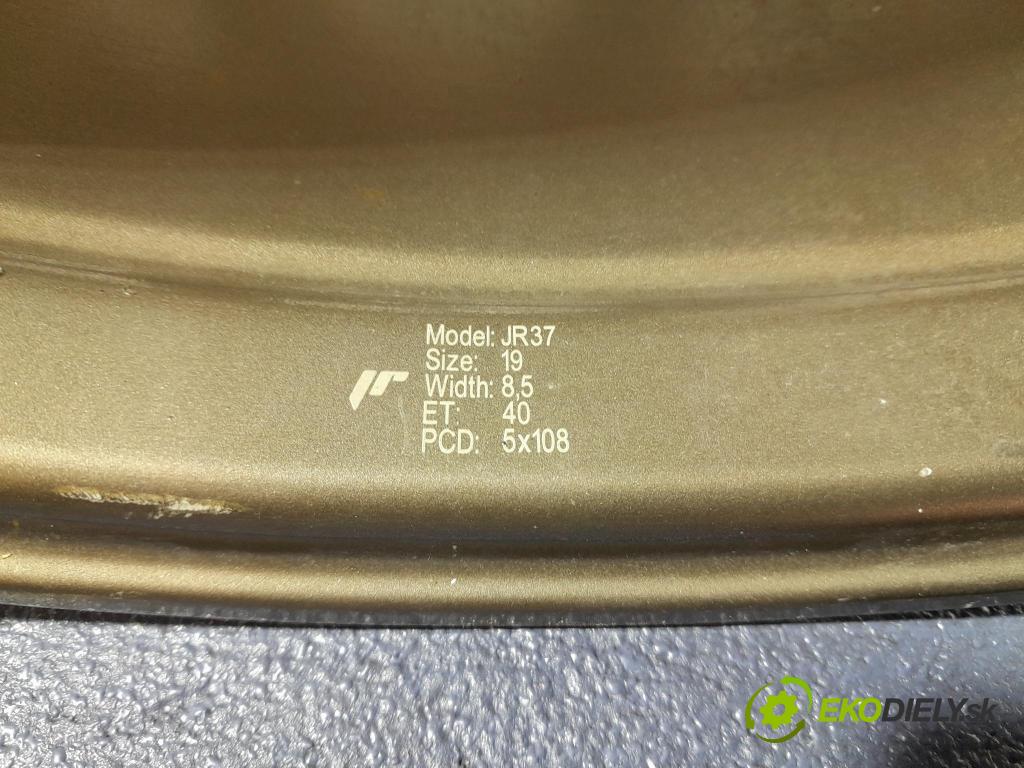 Model: JR37
Size: 19
Width: 8,5
ET: 40
PCD: 5x108
EKODIELY.sk